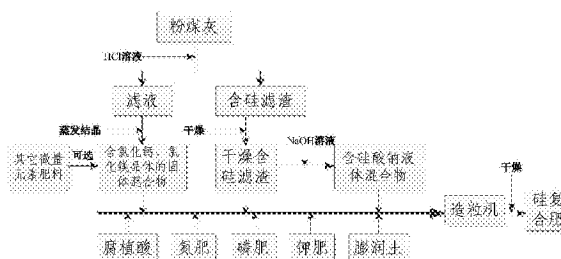 粉煤灰
HCl溶液
滤液
含硅滤渣
蒸发结晶
干燥
NaOH溶液
其它微量
元素肥料
可选
含氯化钙、氯
化镁晶体的固
体混合物
干燥含
硅滤渣
含硅酸钠液
体混合物
干燥
造粒机
硅复
合肥
腐植酸
氮肥
磷肥
钾肥
膨润土